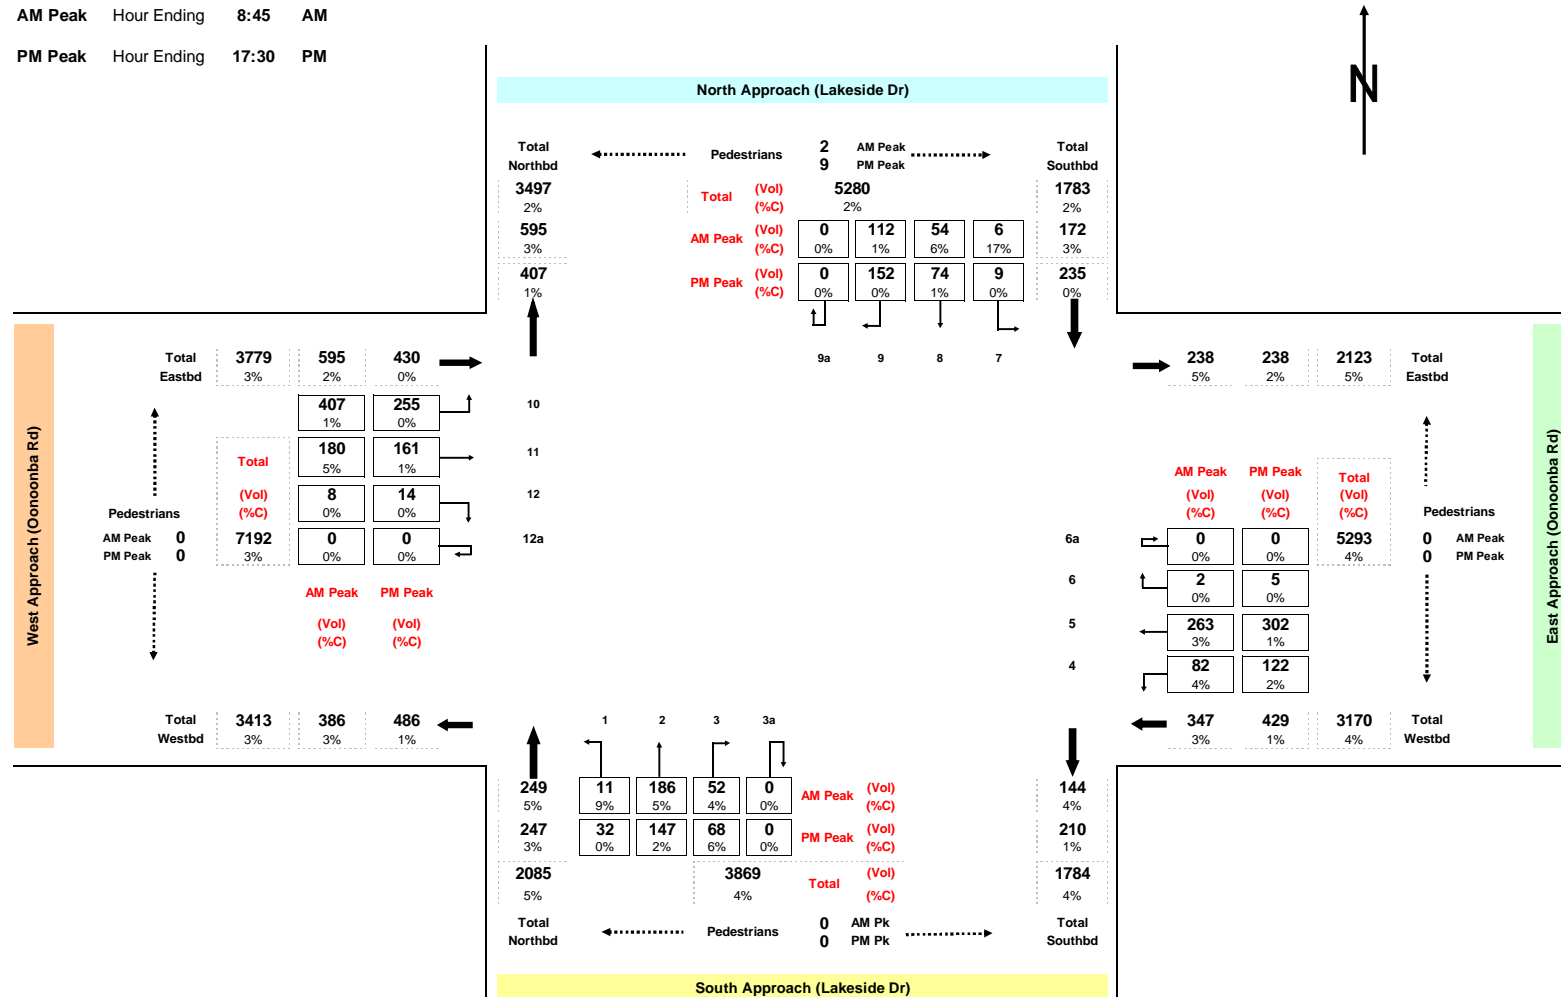 AM Peak Hour Ending 8:45 AM
PM Peak Hour Ending 17:30 PM
N
North Approach (Lakeside Dr)
Total Northbd
Pedestrians 2 AM Peak
9 PM Peak
Total Southbd
3497 Total (Vol) 5280 1783
2% (%C) 2% 2%
595 AM Peak (Vol) 0 112 54 6 172
3% (%C) 0% 1% 6% 17% 3%
407 PM Peak (Vol) 0 152 74 9 235
1% (%C) 0% 0% 1% 0% 0%
9a 9 8 7
West Approach (Oonoonba Rd)
Total 3779 595 430
Eastbd 3% 2% 0%
407 255 10
1% 0%
Total 180 161 11
5% 1%
(Vol) 8 14 12
(%C) 0% 0%
Pedestrians
AM Peak 0 7192 0 0 12a
PM Peak 0 3% 0% 0%
AM Peak PM Peak
(Vol) (Vol)
(%C) (%C)
Total 3413 386 486
Westbd 3% 3% 1%
238 238 2123 Total
5% 2% 5% Eastbd
AM Peak PM Peak Total
(Vol) (Vol) (Vol)
(%C) (%C) (%C)
Pedestrians
6a 0 0 5293 0 AM Peak
0% 0% 4% 0 PM Peak
6 2 5
0% 0%
5 263 302
3% 1%
4 82 122
4% 2%
347 429 3170 Total
3% 1% 4% Westbd
East Approach (Oonoonba Rd)
1 2 3 3a
249 11 186 52 0 AM Peak (Vol) 144
5% 9% 5% 4% 0% (%C) 4%
247 32 147 68 0 PM Peak (Vol) 210
3% 0% 2% 6% 0% (%C) 1%
2085 3869 Total (Vol) 1784
5% 4% (%C) 4%
Total Northbd
Pedestrians 0 AM Pk
0 PM Pk
Total Southbd
South Approach (Lakeside Dr)